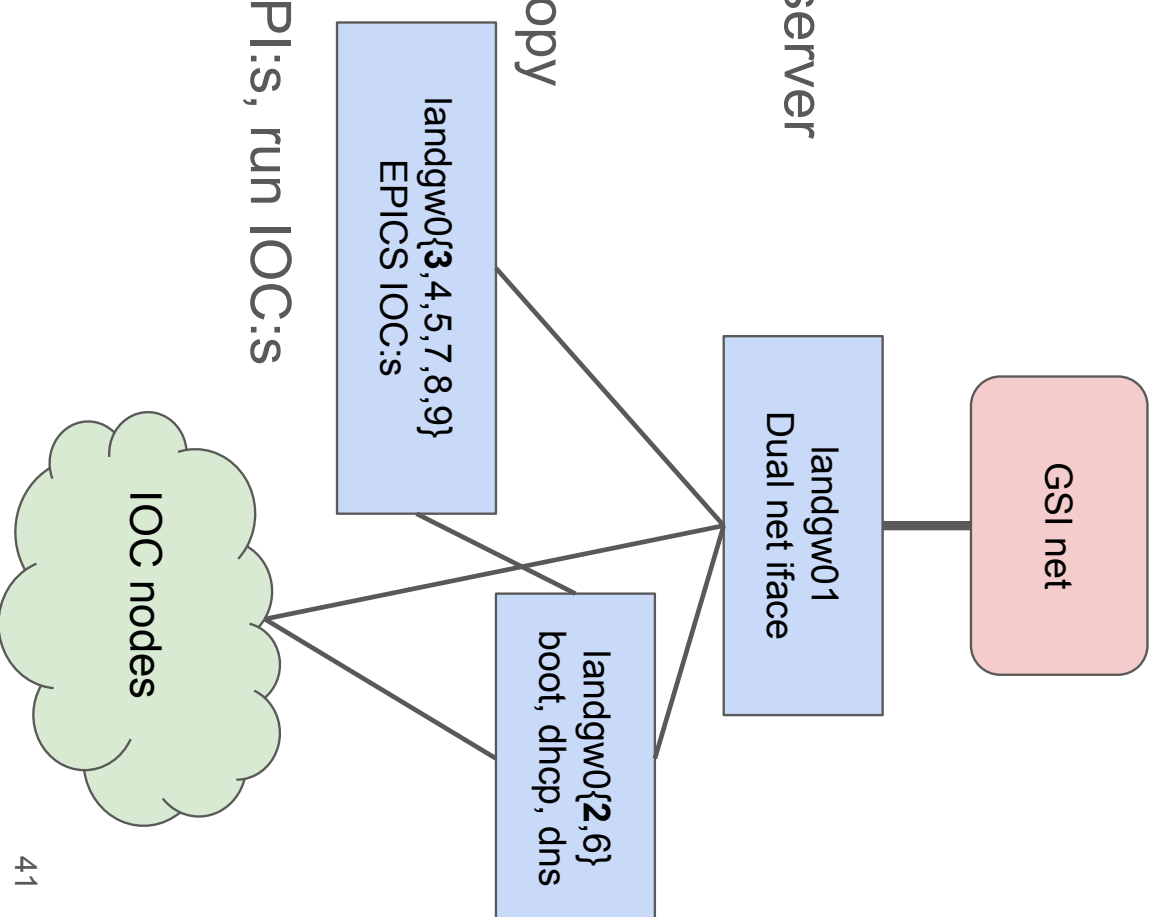 server
GSI net
landgw01
Dual net iface
opy
landgw0{3,4,5,7,8,9}
EPICS IOC:s
landgw0{2,6}
boot, dhcp, dns
PI:s, run IOC:s
IOC nodes
41